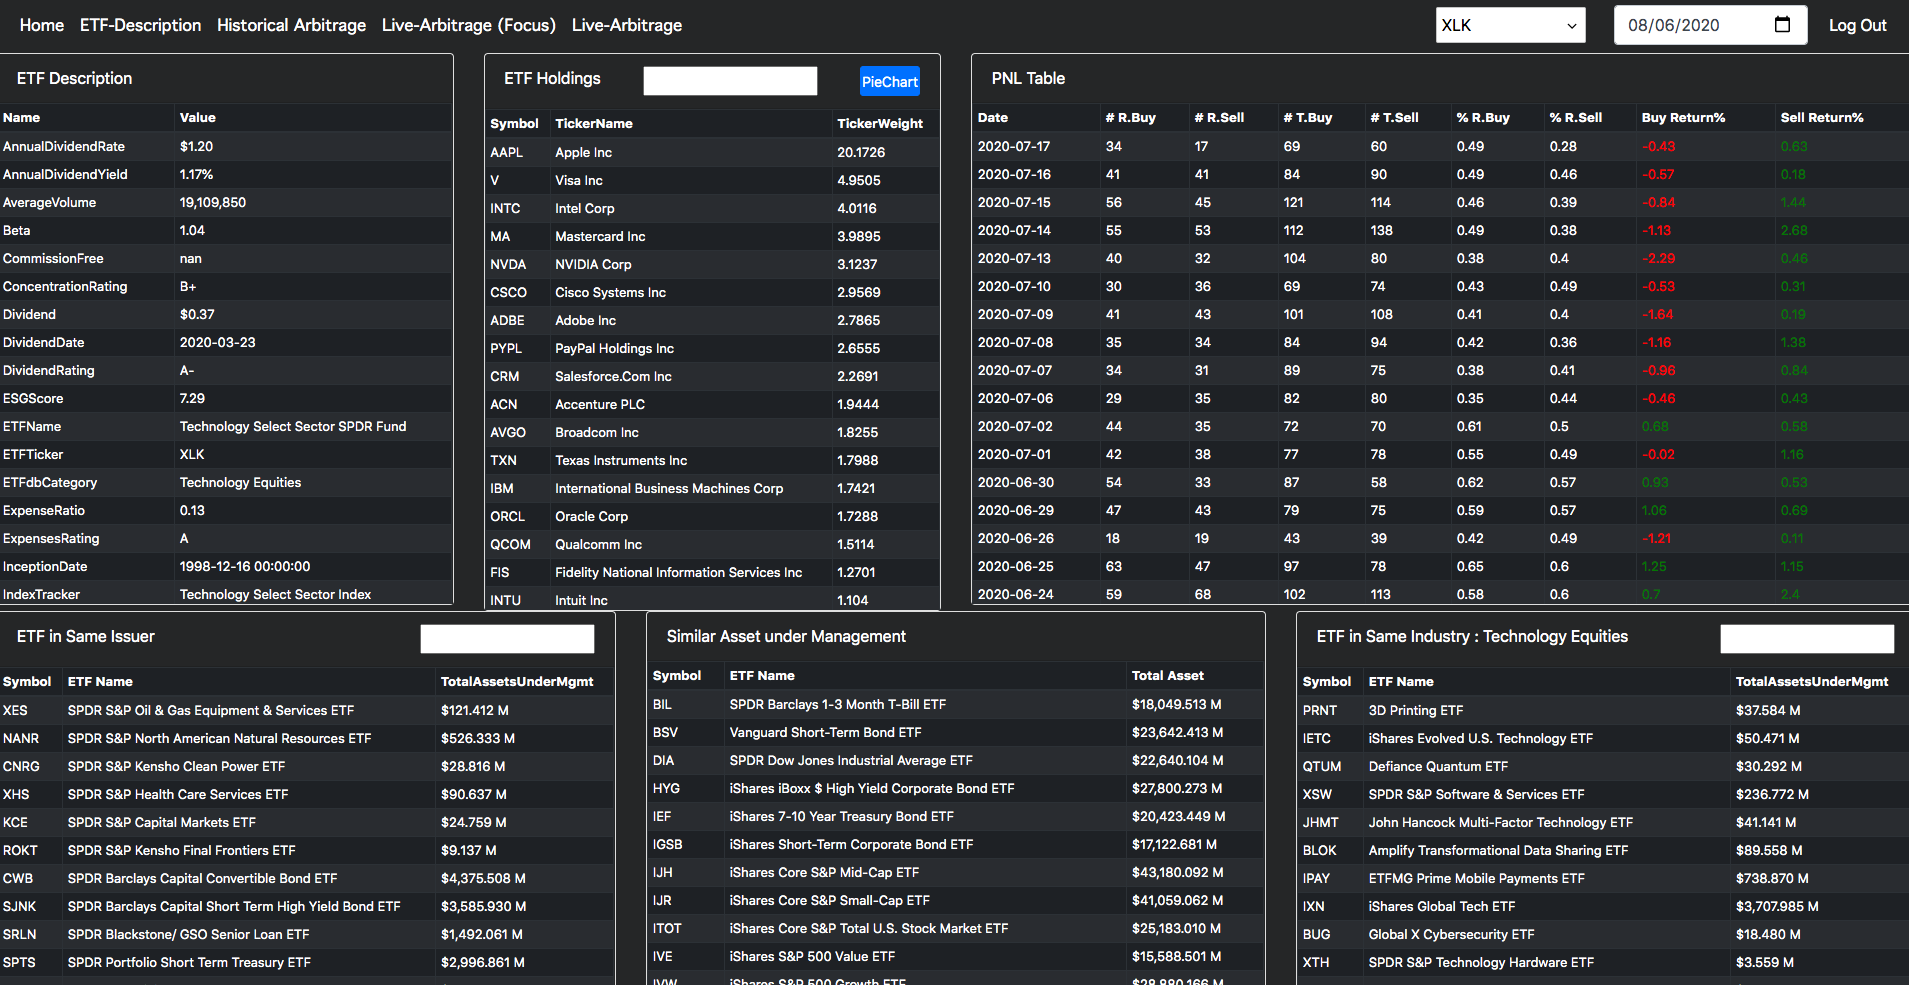 Home ETF-Description Historical Arbitrage Live-Arbitrage (Focus) Live-Arbitrage XLK 08/06/2020 Log Out
ETF Description
Name Value
AnnualDividendRate $1.20
AnnualDividendYield 1.17%
AverageVolume 19,109,850
Beta 1.04
CommissionFree nan
ConcentrationRating B+
Dividend $0.37
DividendDate 2020-03-23
DividendRating A-
ESGScore 7.29
ETFName Technology Select Sector SPDR Fund
ETFTicker XLK
ETFdbCategory Technology Equities
ExpenseRatio 0.13
ExpensesRating A
InceptionDate 1998-12-16 00:00:00
IndexTracker Technology Select Sector Index
ETF Holdings PieChart
Symbol TickerName TickerWeight
AAPL Apple Inc 20.1726
V Visa Inc 4.9505
INTC Intel Corp 4.0116
MA Mastercard Inc 3.9895
NVDA NVIDIA Corp 3.1237
CSCO Cisco Systems Inc 2.9569
ADBE Adobe Inc 2.7865
PYPL PayPal Holdings Inc 2.6555
CRM Salesforce.Com Inc 2.2691
ACN Accenture PLC 1.9444
AVGO Broadcom Inc 1.8255
TXN Texas Instruments Inc 1.7988
IBM International Business Machines Corp 1.7421
ORCL Oracle Corp 1.7288
QCOM Qualcomm Inc 1.5114
FIS Fidelity National Information Services Inc 1.2701
INTU Intuit Inc 1.104
PNL Table
Date # R.Buy # R.Sell # T.Buy # T.Sell % R.Buy % R.Sell Buy Return% Sell Return%
2020-07-17 34 17 69 60 0.49 0.28 -0.43 0.63
2020-07-16 41 41 84 90 0.49 0.46 -0.57 0.18
2020-07-15 56 45 121 114 0.46 0.39 -0.84 1.44
2020-07-14 55 53 112 138 0.49 0.38 -1.13 2.68
2020-07-13 40 32 104 80 0.38 0.4 -2.29 0.46
2020-07-10 30 36 69 74 0.43 0.49 -0.53 0.31
2020-07-09 41 43 101 108 0.41 0.4 -1.64 0.19
2020-07-08 35 34 84 94 0.42 0.36 -1.16 1.38
2020-07-07 34 31 89 75 0.38 0.41 -0.96 0.84
2020-07-06 29 35 82 80 0.35 0.44 -0.46 0.43
2020-07-02 44 35 72 70 0.61 0.5 0.68 0.58
2020-07-01 42 38 77 78 0.55 0.49 -0.02 1.16
2020-06-30 54 33 87 58 0.62 0.57 0.93 0.53
2020-06-29 47 43 79 75 0.59 0.57 1.06 0.69
2020-06-26 18 19 43 39 0.42 0.49 -1.21 0.11
2020-06-25 63 47 97 78 0.65 0.6 1.25 1.15
2020-06-24 59 68 102 113 0.58 0.6 0.7 2.4
ETF in Same Issuer
Symbol ETF Name TotalAssetsUnderMgmt
XES SPDR S&P Oil & Gas Equipment & Services ETF $121.412 M
NANR SPDR S&P North American Natural Resources ETF $526.333 M
CNRG SPDR S&P Kensho Clean Power ETF $28.816 M
XHS SPDR S&P Health Care Services ETF $90.637 M
KCE SPDR S&P Capital Markets ETF $24.759 M
ROKT SPDR S&P Kensho Final Frontiers ETF $9.137 M
CWB SPDR Barclays Capital Convertible Bond ETF $4,375.508 M
SJNK SPDR Barclays Capital Short Term High Yield Bond ETF $3,585.930 M
SRLN SPDR Blackstone/ GSO Senior Loan ETF $1,492.061 M
SPTS SPDR Portfolio Short Term Treasury ETF $2,996.861 M
Similar Asset under Management
Symbol ETF Name Total Asset
BIL SPDR Barclays 1-3 Month T-Bill ETF $18,049.513 M
BSV Vanguard Short-Term Bond ETF $23,642.413 M
DIA SPDR Dow Jones Industrial Average ETF $22,640.104 M
HYG iShares iBoxx $ High Yield Corporate Bond ETF $27,800.273 M
IEF iShares 7-10 Year Treasury Bond ETF $20,423.449 M
IGSB iShares Short-Term Corporate Bond ETF $17,122.681 M
IJH iShares Core S&P Mid-Cap ETF $43,180.092 M
IJR iShares Core S&P Small-Cap ETF $41,059.062 M
ITOT iShares Core S&P Total U.S. Stock Market ETF $25,183.010 M
IVE iShares S&P 500 Value ETF $15,588.501 M
IVW iShares S&P 500 Growth ETF $28,880.166 M
ETF in Same Industry : Technology Equities
Symbol ETF Name TotalAssetsUnderMgmt
PRNT 3D Printing ETF $37.584 M
IETC iShares Evolved U.S. Technology ETF $50.471 M
QTUM Defiance Quantum ETF $30.292 M
XSW SPDR S&P Software & Services ETF $236.772 M
JHMT John Hancock Multi-Factor Technology ETF $41.141 M
BLOK Amplify Transformational Data Sharing ETF $89.558 M
IPAY ETFMG Prime Mobile Payments ETF $738.870 M
IXN iShares Global Tech ETF $3,707.985 M
BUG Global X Cybersecurity ETF $18.480 M
XTH SPDR S&P Technology Hardware ETF $3.559 M